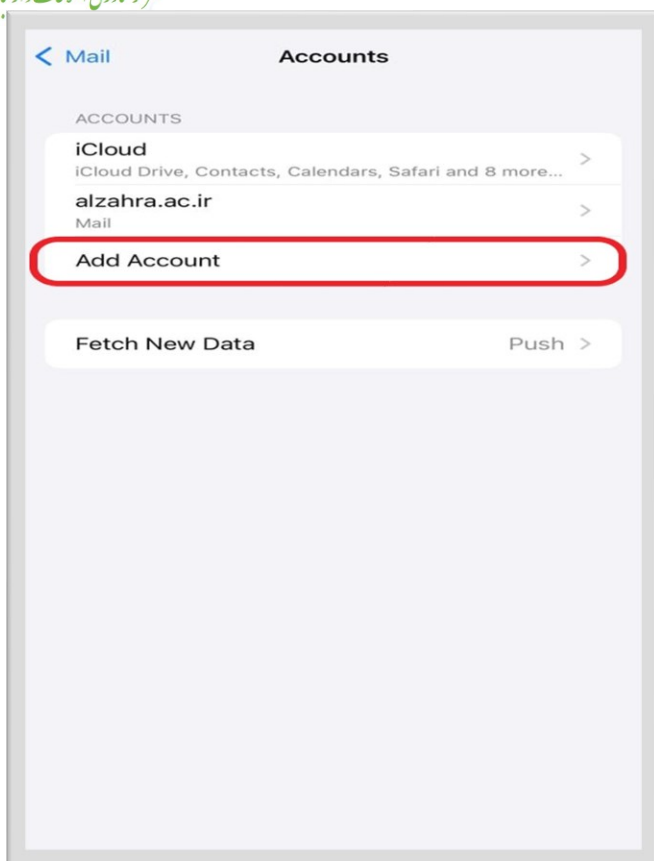 Mail
Accounts
ACCOUNTS
iCloud
iCloud Drive, Contacts, Calendars, Safari and 8 more...
alzahra.ac.ir
Mail
Add Account
Fetch New Data
Push